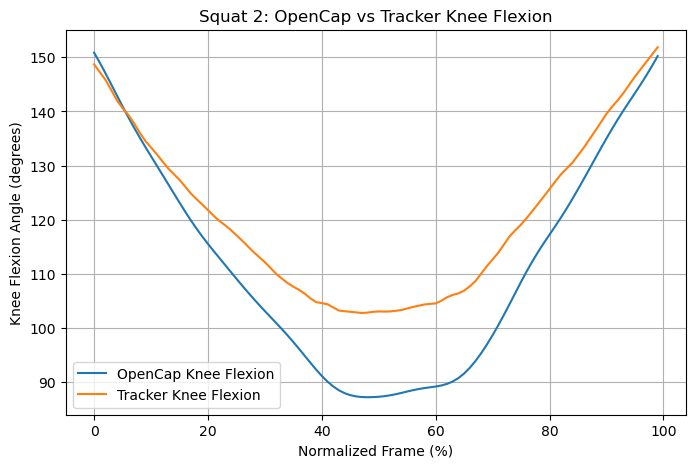 Squat 2: OpenCap vs Tracker Knee Flexion
Knee Flexion Angle (degrees)
150
140
130
120
110
100
90
OpenCap Knee Flexion
Tracker Knee Flexion
0 20 40 60 80 100
Normalized Frame (%)